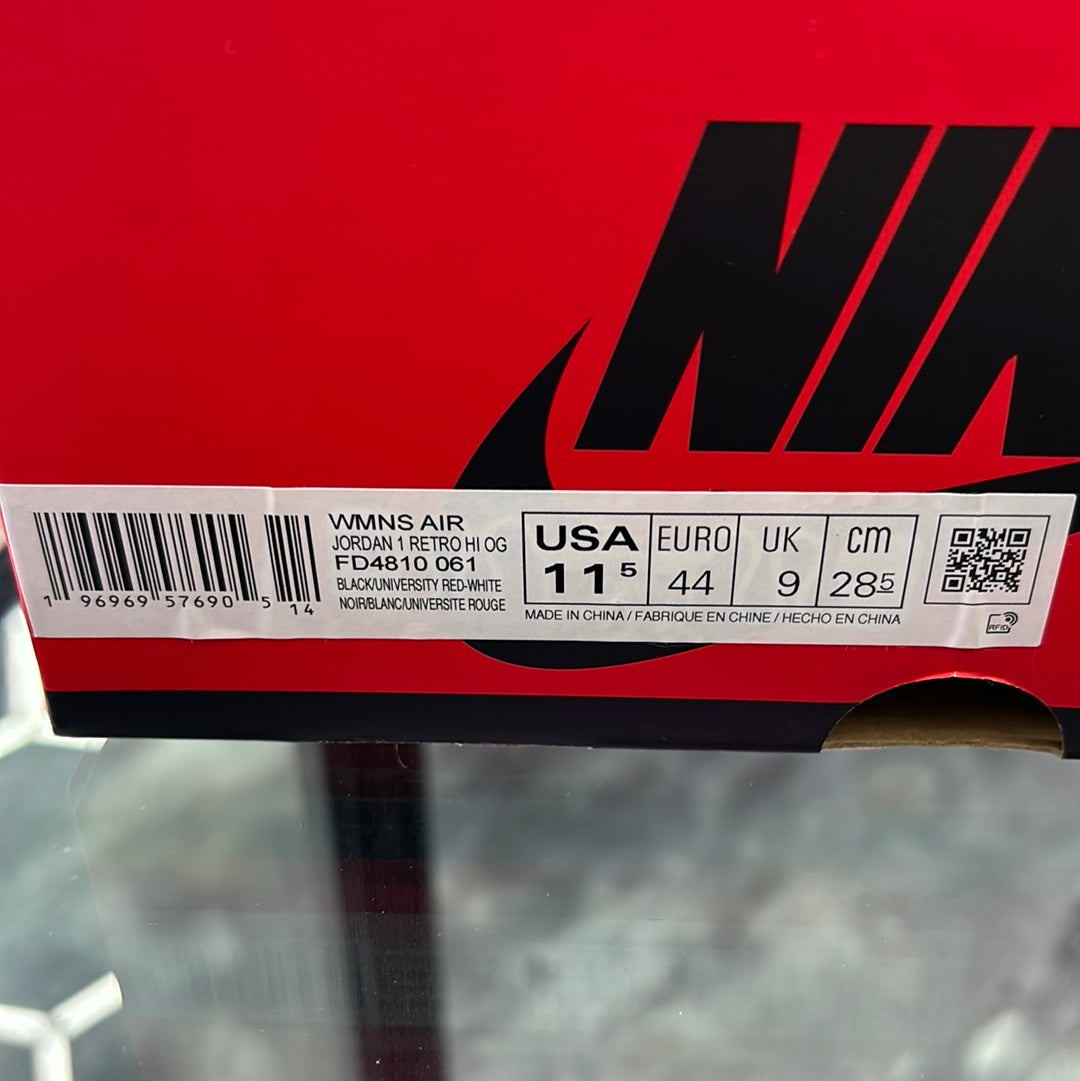 NIK
WMNS AIR
JORDAN 1 RETRO HI OG
FD4810 061
BLACK/UNIVERSITY RED-WHITE
NOIR/BLANC/UNIVERSITE ROUGE
1 96969 57690 5 14
USA EURO UK CM
11 5 44 9 28 5
MADE IN CHINA / FABRIQUE EN CHINE / HECHO EN CHINA
RFID